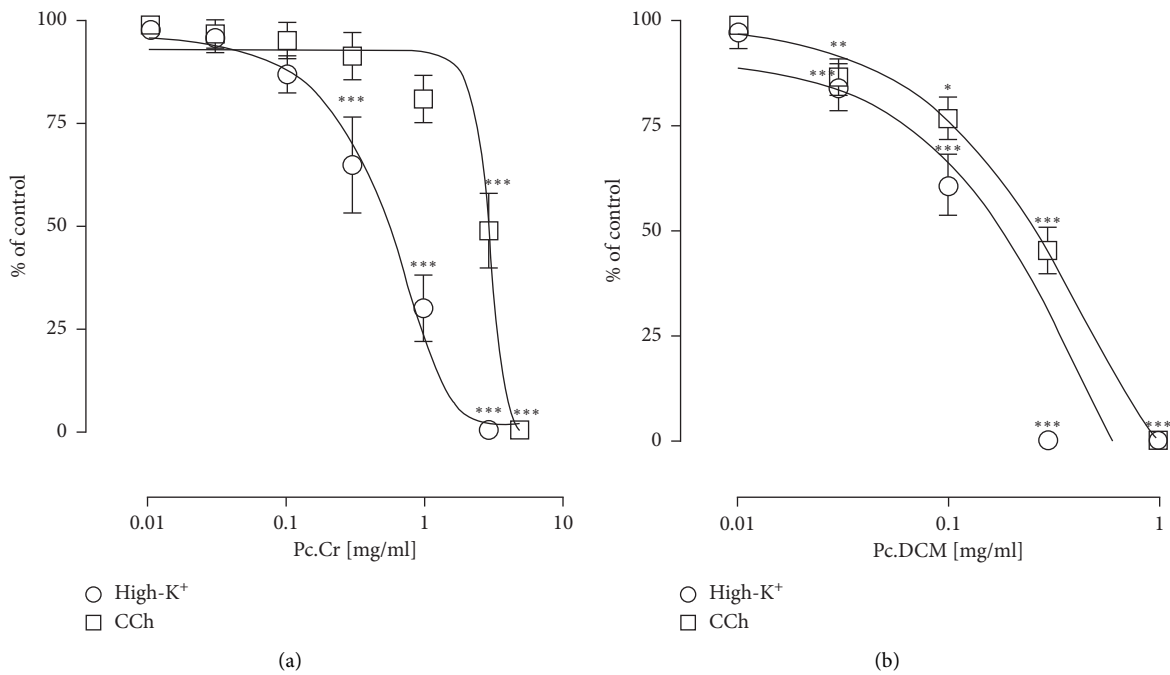 100
75
50
25
0
% of control
***
***
***
***
***
0.01
0.1
1
10
Pc.Cr [mg/ml]
High-K+
CCh
(a)
100
75
50
25
0
% of control
**
***
*
***
***
***
***
0.01
0.1
1
Pc.DCM [mg/ml]
High-K+
CCh
(b)